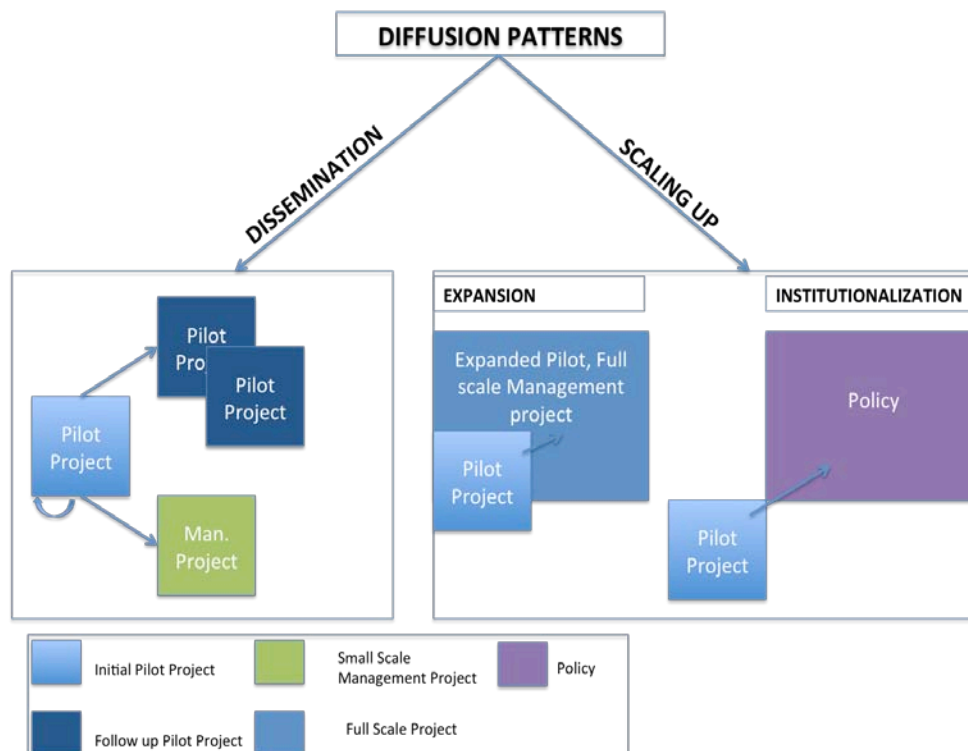 DIFFUSION PATTERNS
DISSEMINATION
SCALING UP
Pilot
Project
Pilot
Project
Pilot
Project
Man.
Project
EXPANSION
INSTITUTIONALIZATION
Expanded Pilot, Full
scale Management
project
Pilot
Project
Policy
Pilot
Project
Initial Pilot Project
Small Scale
Management Project
Policy
Follow up Pilot Project
Full Scale Project